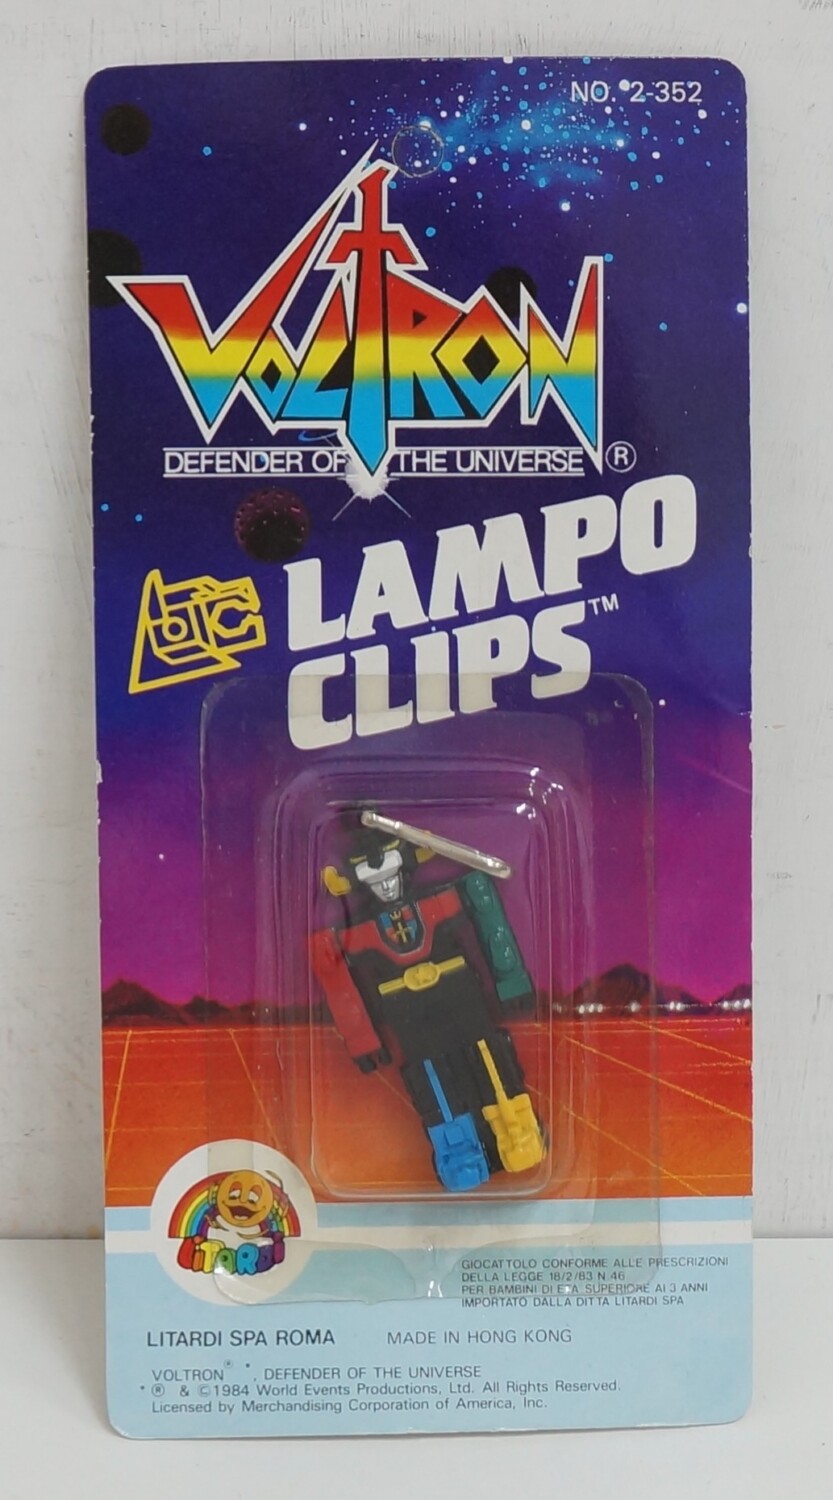 NO. 2-352
VOLTRON
DEFENDER OF THE UNIVERSE ®
LAMPO
CLIPS™
LITARDI
GIOCATTOLO CONFORME ALLE PRESCRIZIONI
DELLA LEGGE 18/2/83 N 46
PER BAMBINI DI ETA SUPERIORE AI 3 ANNI
IMPORTATO DALLA DITTA LITARDI SPA
LITARDI SPA ROMA MADE IN HONG KONG
VOLTRON® *, DEFENDER OF THE UNIVERSE
* ® & ©1984 World Events Productions, Ltd. All Rights Reserved.
Licensed by Merchandising Corporation of America, Inc.